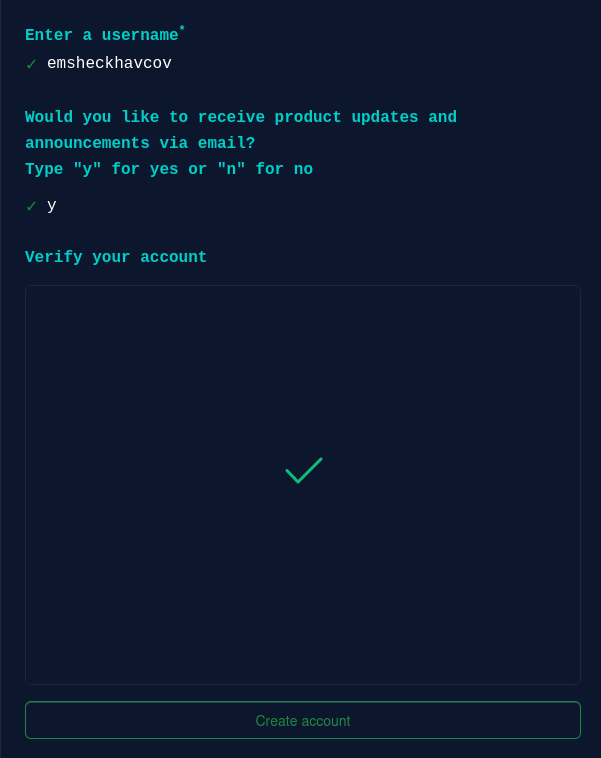 Enter a username*
✓ emsheckhavcov
Would you like to receive product updates and
announcements via email?
Type "y" for yes or "n" for no
✓ y
Verify your account
Create account